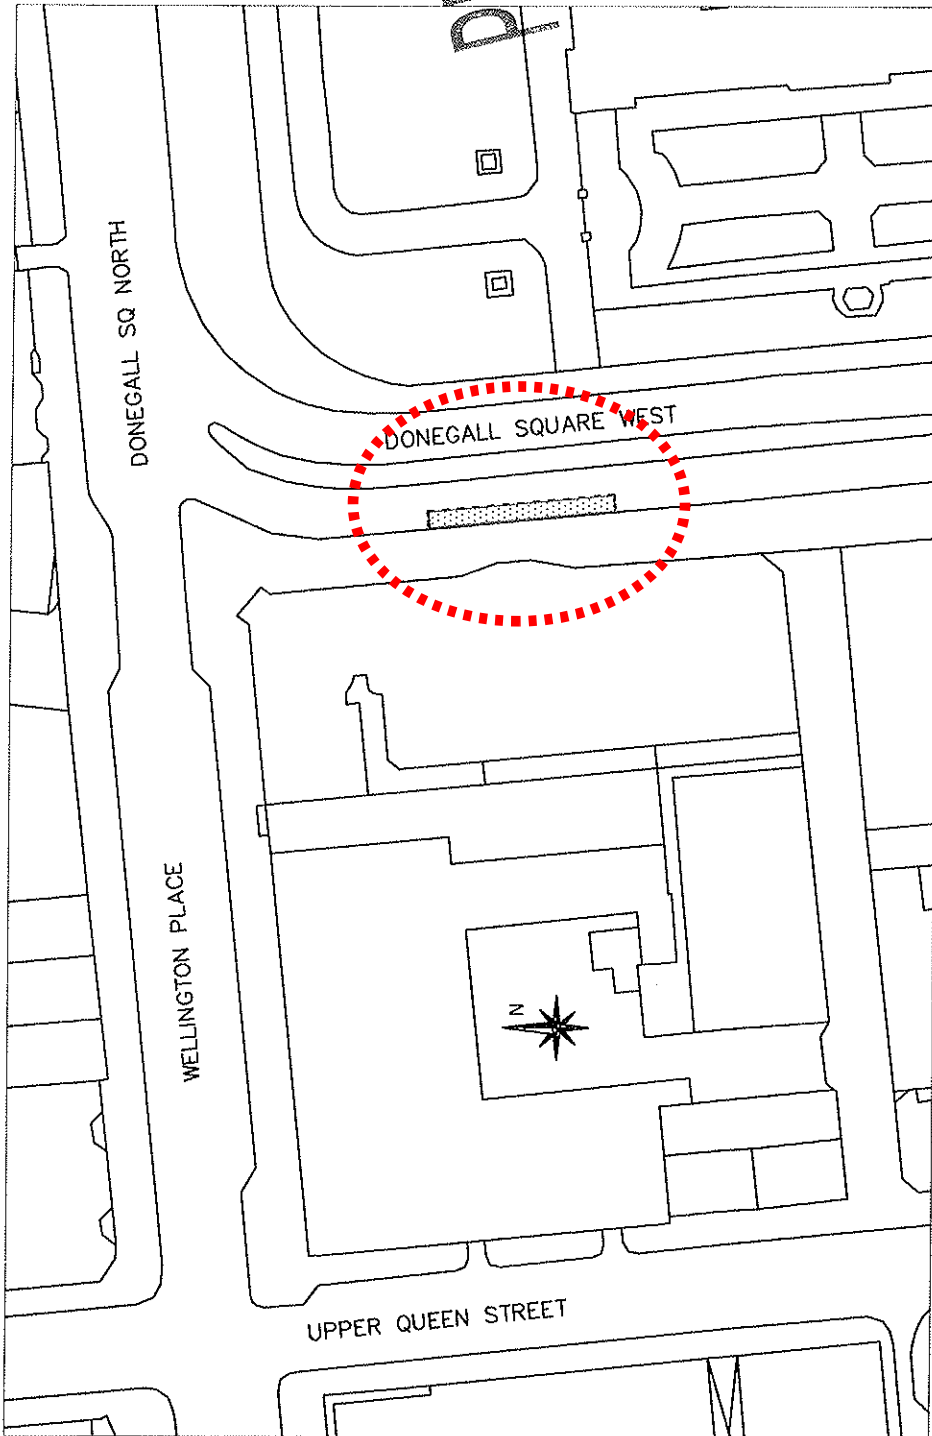 DONEGALL SQ NORTH
DONEGALL SQUARE WEST
WELLINGTON PLACE
N
UPPER QUEEN STREET